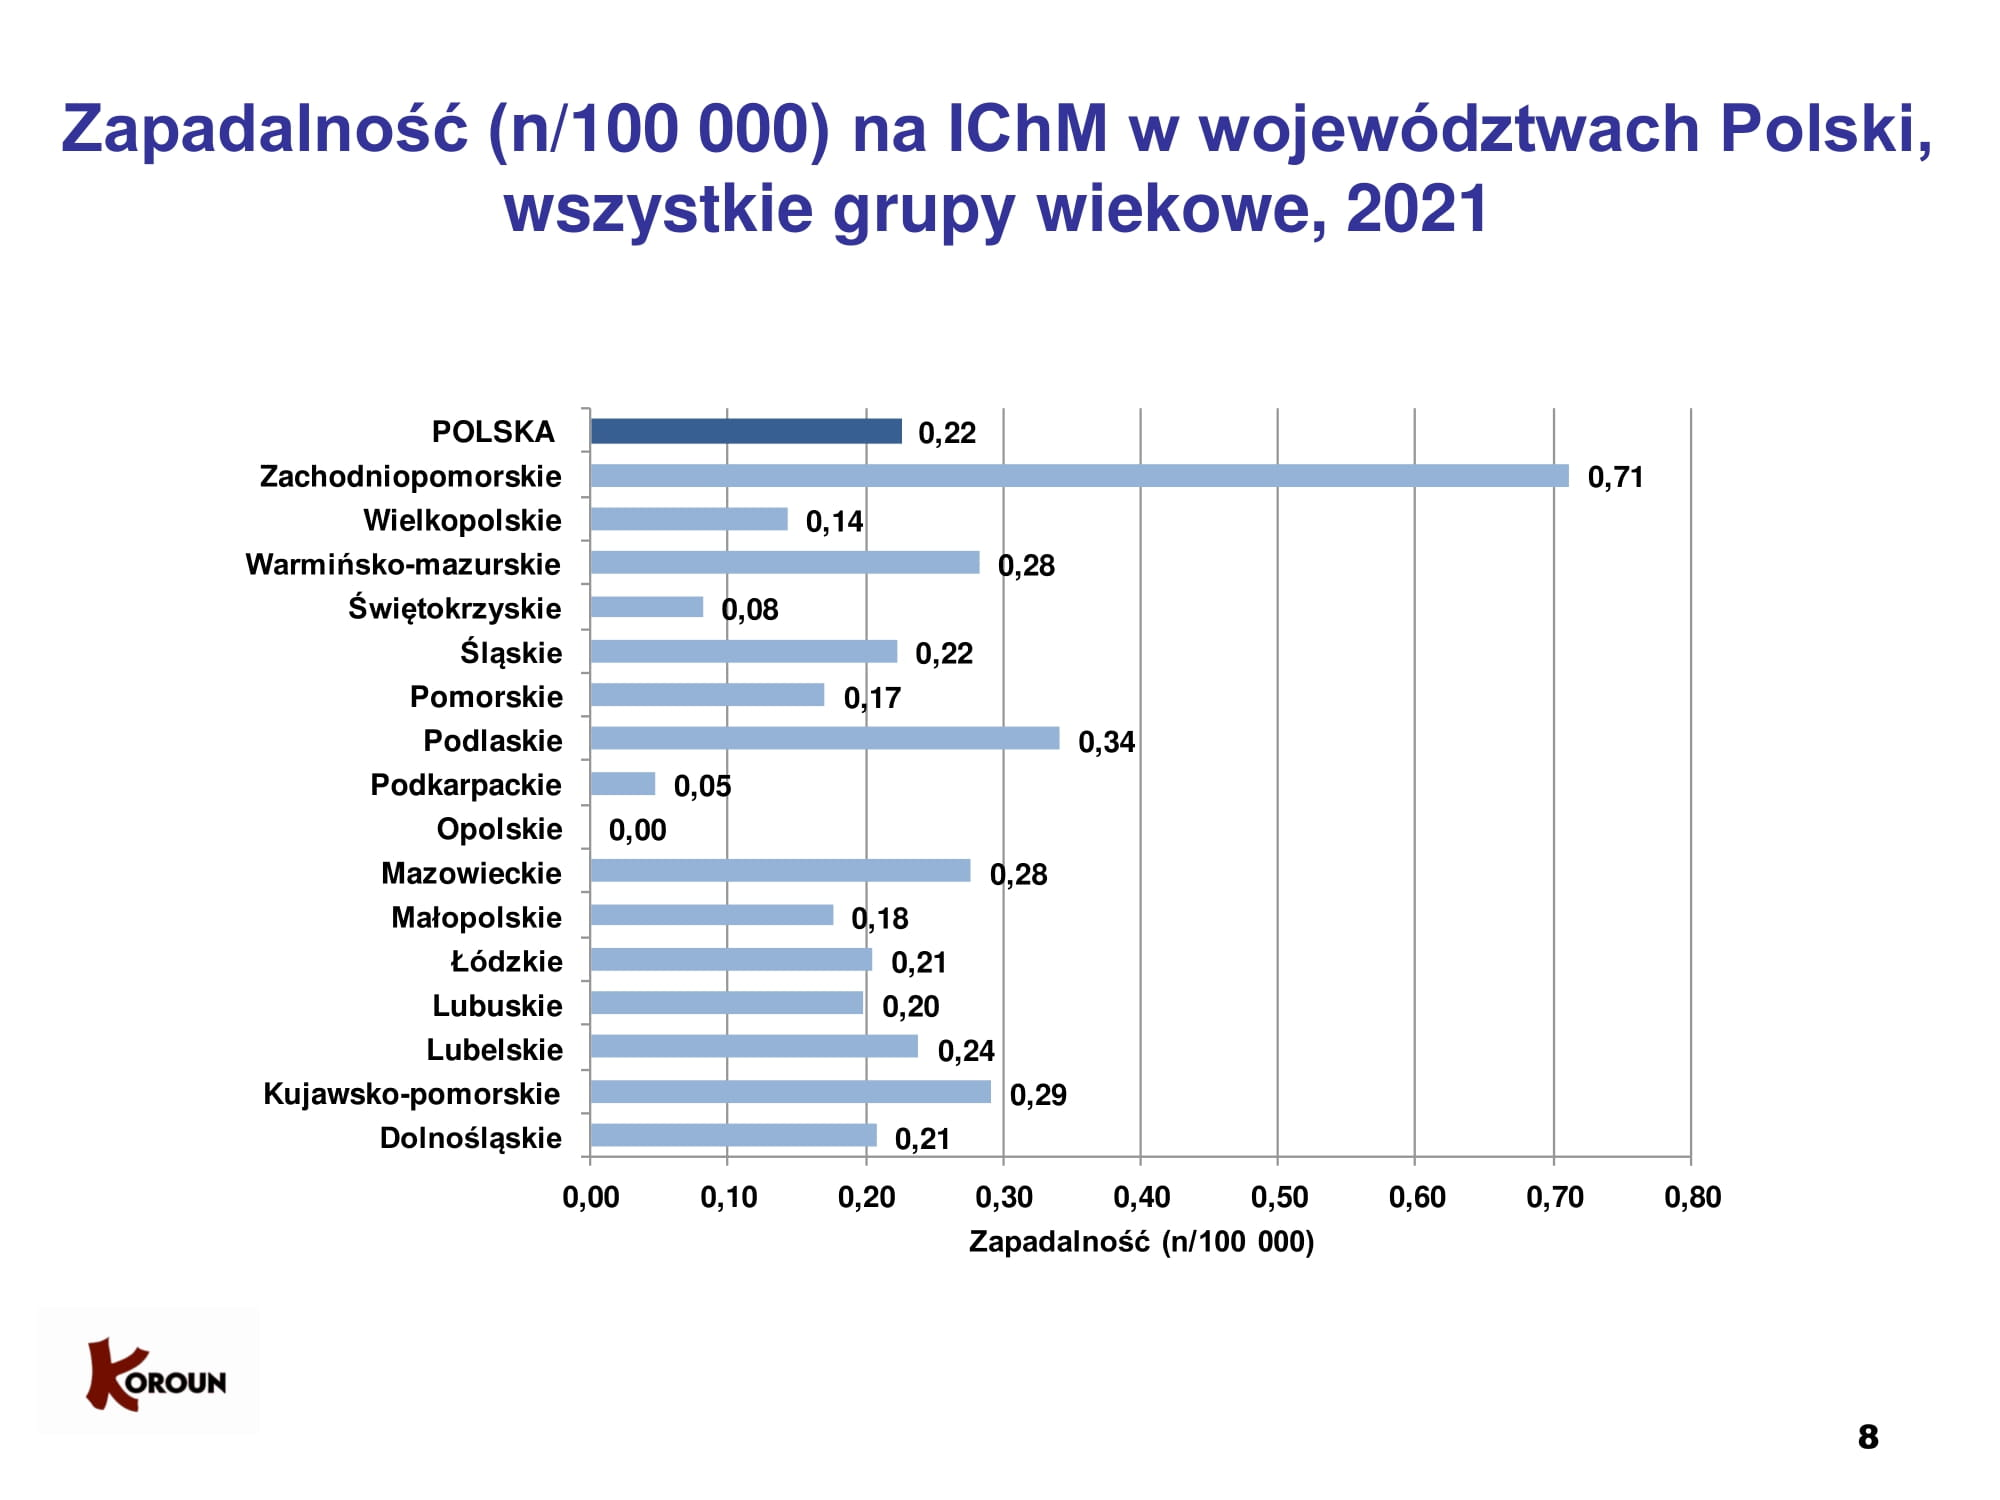 Zapadalność (n/100 000) na IChM w województwach Polski,
wszystkie grupy wiekowe, 2021
POLSKA 0,22
Zachodniopomorskie 0,71
Wielkopolskie 0,14
Warmińsko-mazurskie 0,28
Świętokrzyskie 0,08
Śląskie 0,22
Pomorskie 0,17
Podlaskie 0,34
Podkarpackie 0,05
Opolskie 0,00
Mazowieckie 0,28
Małopolskie 0,18
Łódzkie 0,21
Lubuskie 0,20
Lubelskie 0,24
Kujawsko-pomorskie 0,29
Dolnośląskie 0,21
0,00 0,10 0,20 0,30 0,40 0,50 0,60 0,70 0,80
Zapadalność (n/100 000)
KOROUN
8